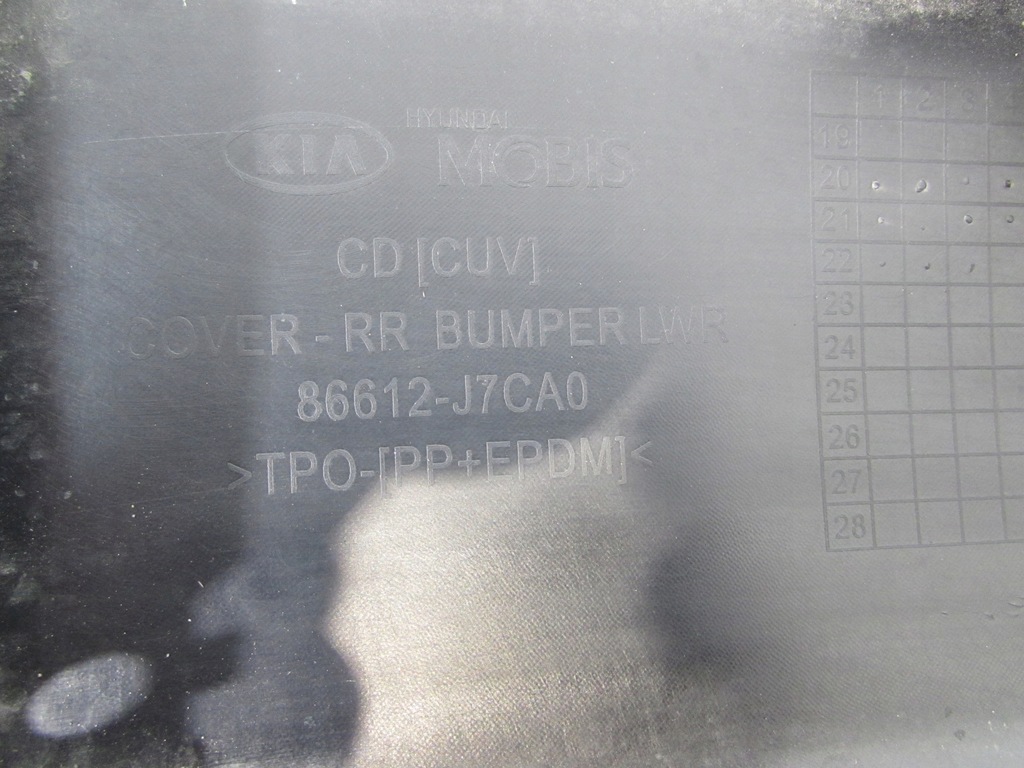 KIA
HYUNDAI
MOBIS
CD [CUV]
COVER - RR BUMPER LWR
86612-J7CA0
>TPO-[PP+EPDM]<
1 2 3
19
20
21
22
23
24
25
26
27
28